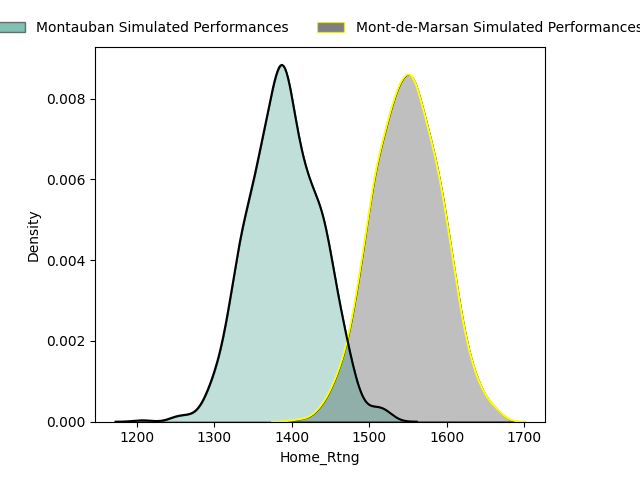 Montauban Simulated Performances Mont-de-Marsan Simulated Performances
0.008
0.006
0.004
0.002
0.000
Density
1200 1300 1400 1500 1600 1700
Home_Rtng